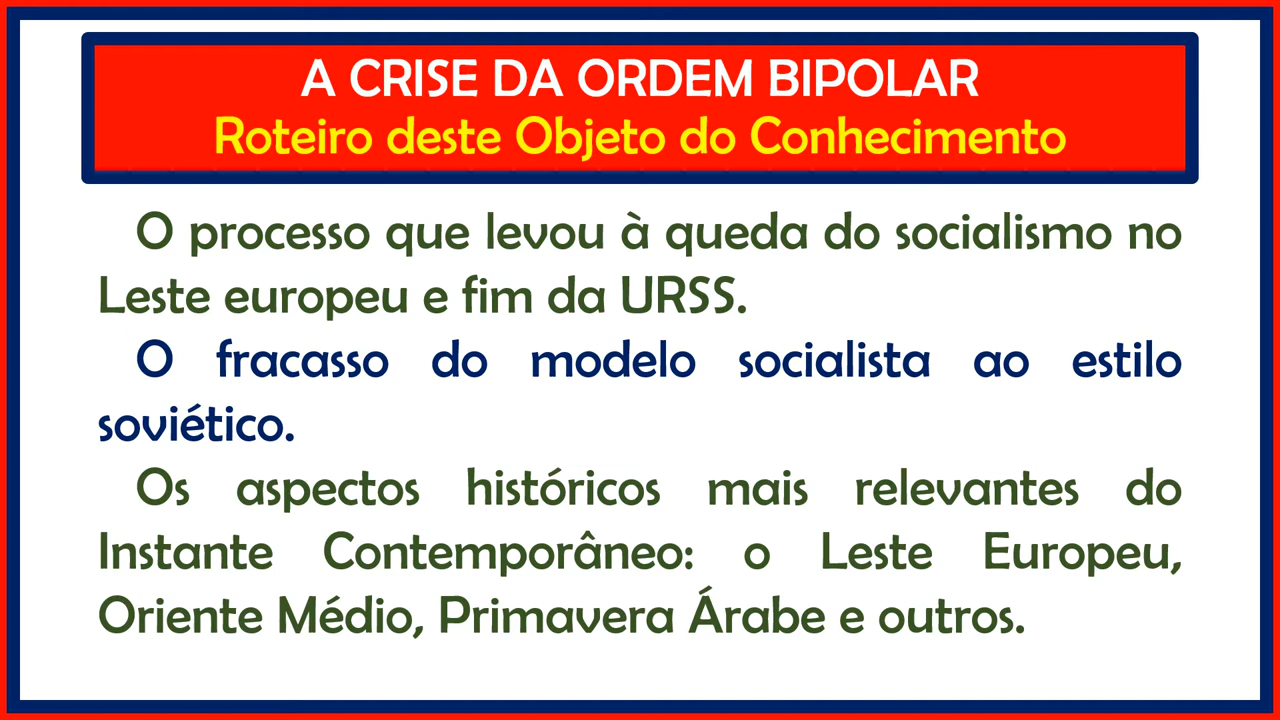 A CRISE DA ORDEM BIPOLAR
Roteiro deste Objeto do Conhecimento
O processo que levou à queda do socialismo no
Leste europeu e fim da URSS.
O fracasso do modelo socialista ao estilo
soviético.
Os aspectos históricos mais relevantes do
Instante Contemporâneo: o Leste Europeu,
Oriente Médio, Primavera Árabe e outros.